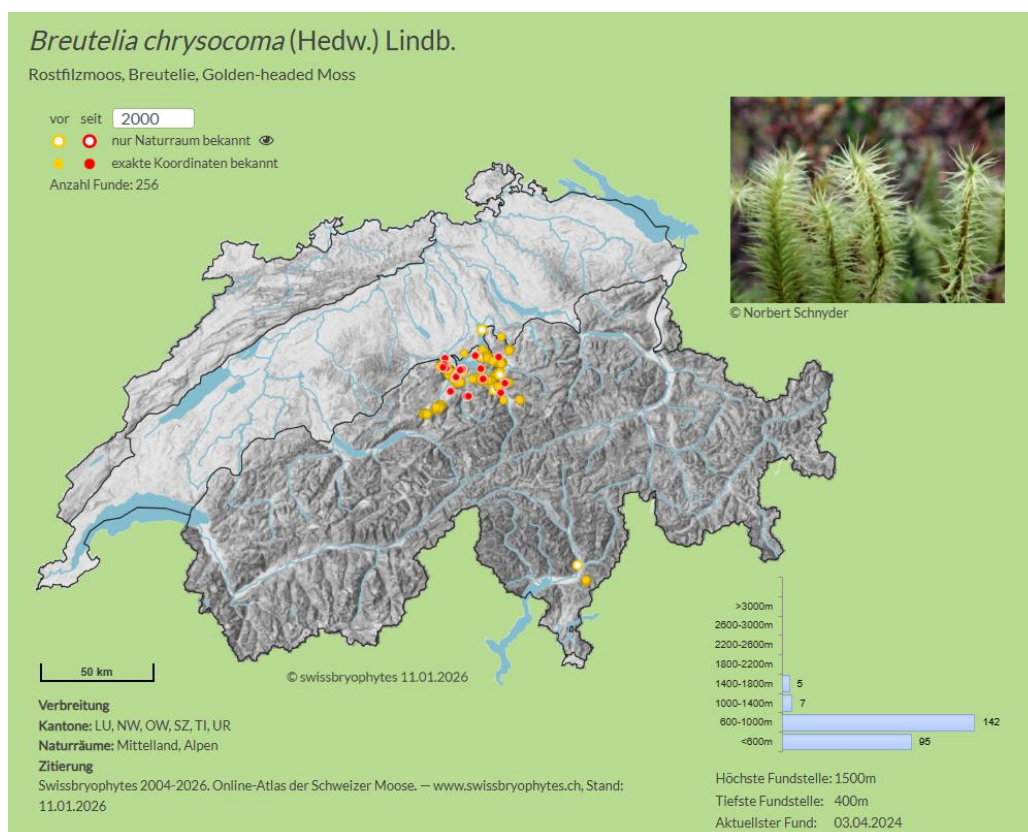 Breutelia chrysocoma (Hedw.) Lindb.
Rostfilzmoos, Breutelie, Golden-headed Moss
vor seit 2000
nur Naturraum bekannt
exakte Koordinaten bekannt
Anzahl Funde: 256
© Norbert Schnyder
50 km
© swissbryophytes 11.01.2026
>3000m
2600-3000m
2200-2600m
1800-2200m
1400-1800m 5
1000-1400m 7
600-1000m 142
<600m 95
Verbreitung
Kantone: LU, NW, OW, SZ, TI, UR
Naturräume: Mittelland, Alpen
Zitierung
Swissbryophytes 2004-2026. Online-Atlas der Schweizer Moose. — www.swissbryophytes.ch, Stand:
11.01.2026
Höchste Fundstelle: 1500m
Tiefste Fundstelle: 400m
Aktuellster Fund: 03.04.2024